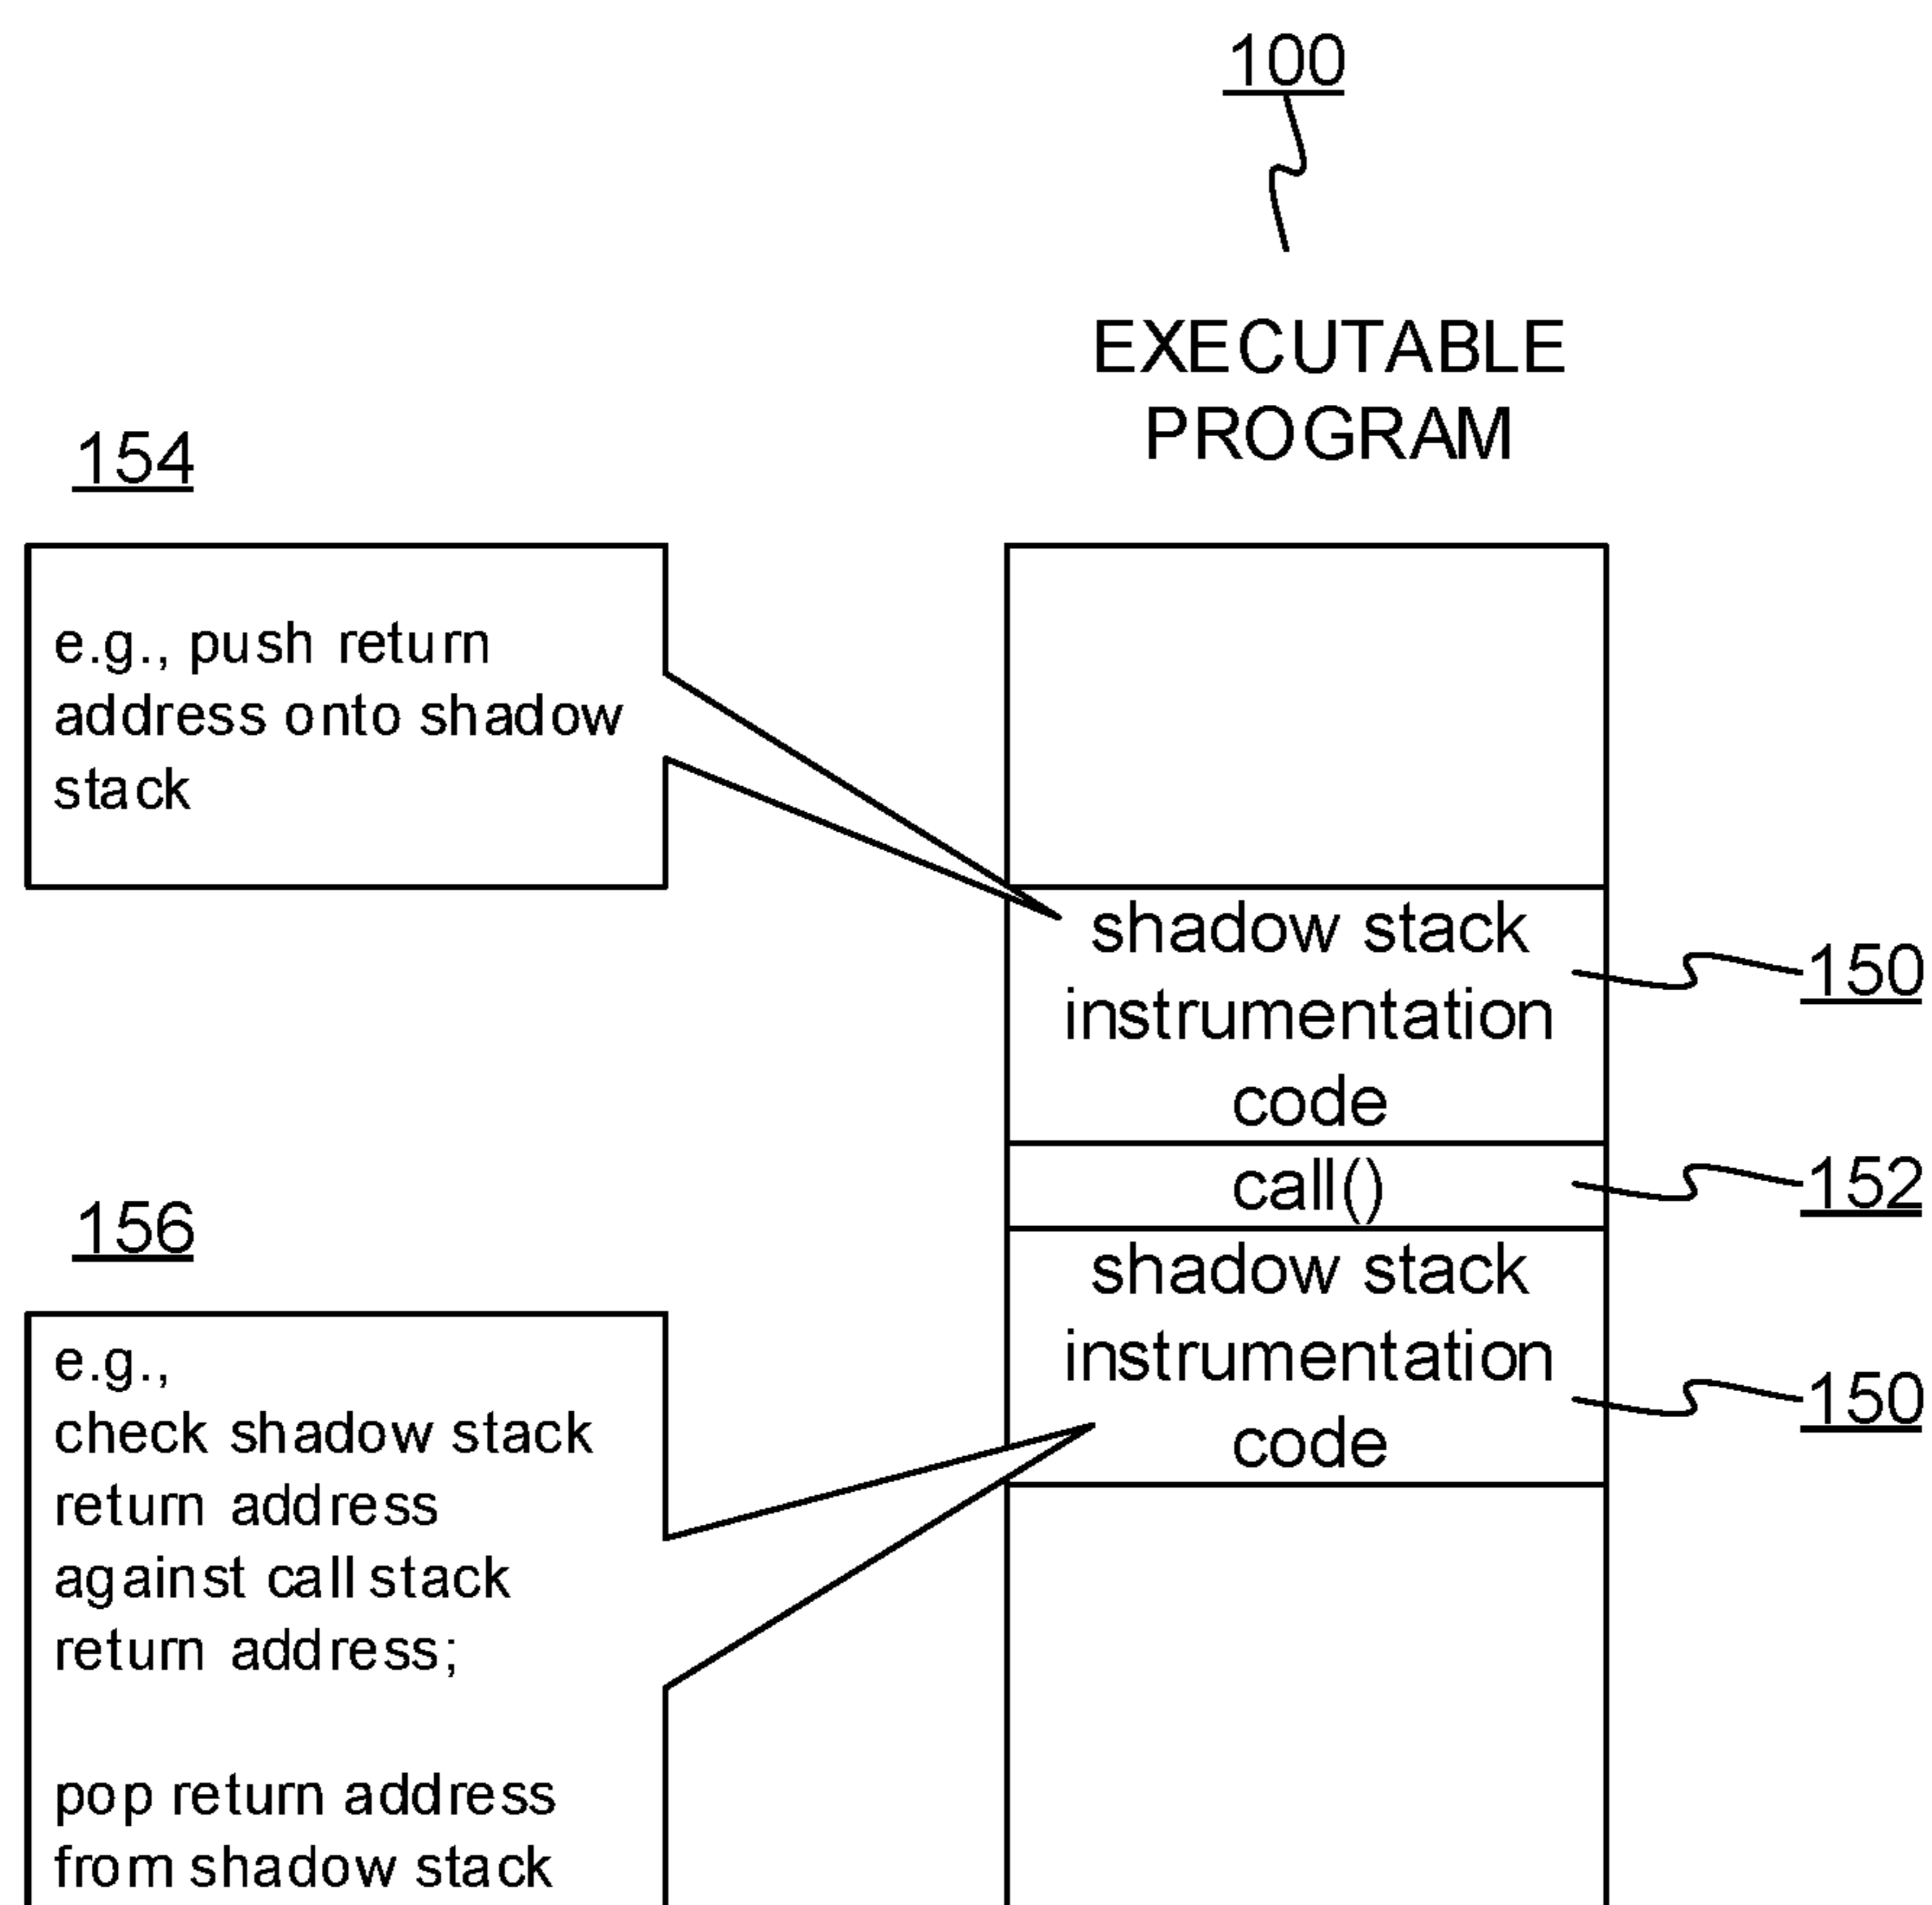 100
EXECUTABLE
PROGRAM
154
e.g., push return
address onto shadow
stack
shadow stack
instrumentation
code
150
call()
152
156
e.g.,
check shadow stack
return address
against call stack
return address;
pop return address
from shadow stack
shadow stack
instrumentation
code
150